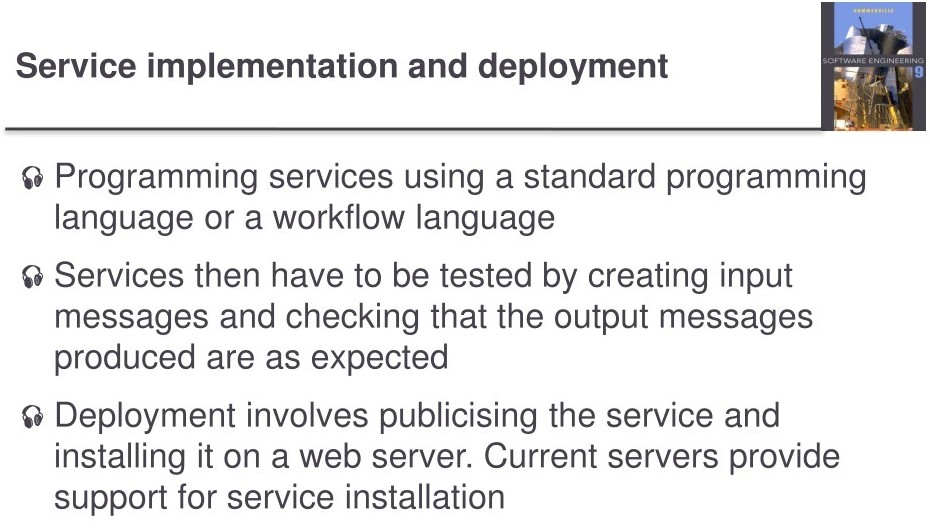 Service implementation and deployment
SOMMERVILLE
SOFTWARE ENGINEERING
9
Programming services using a standard programming
language or a workflow language
Services then have to be tested by creating input
messages and checking that the output messages
produced are as expected
Deployment involves publicising the service and
installing it on a web server. Current servers provide
support for service installation